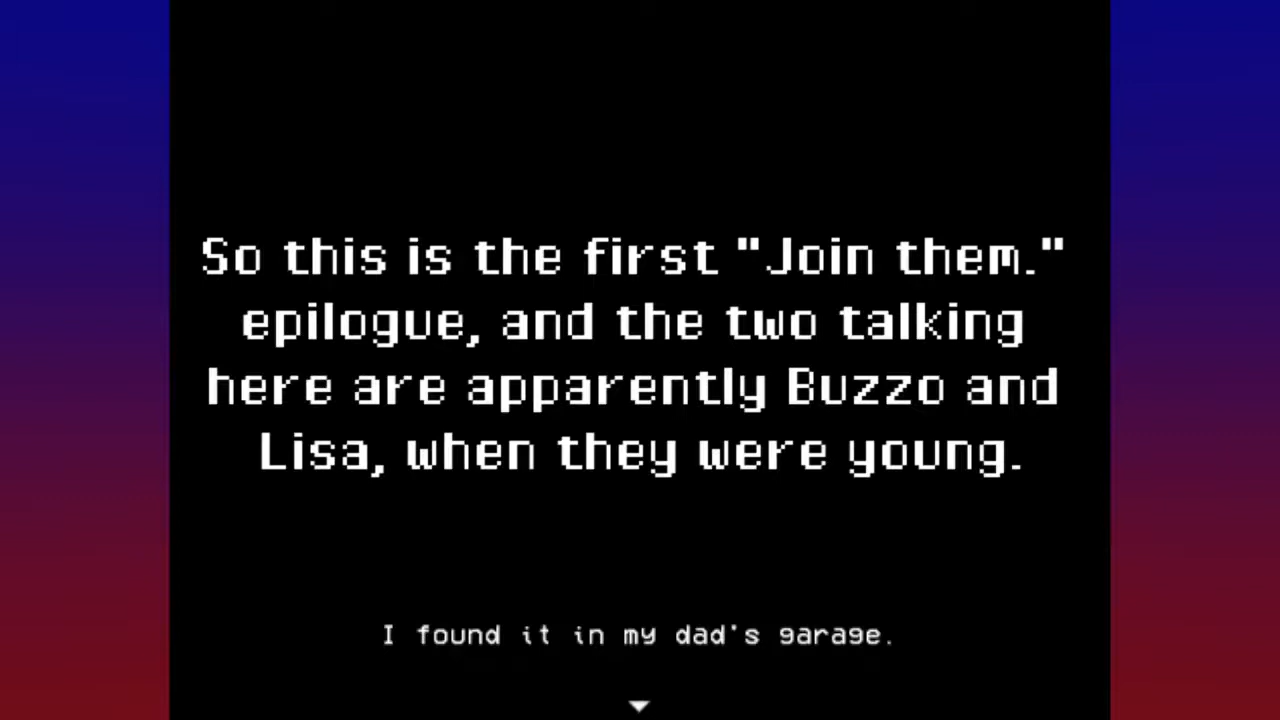 So this is the first "Join them."
epilogue, and the two talking
here are apparently Buzzo and
Lisa, when they were young.
I found it in my dad's garage.